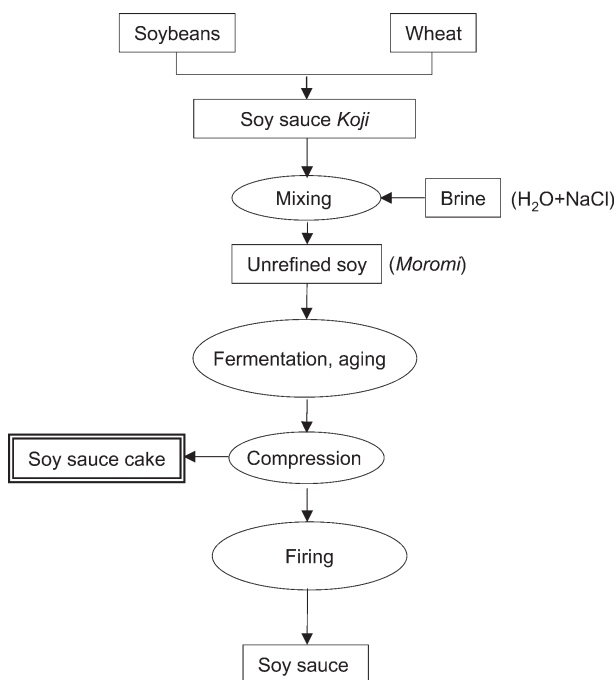 Soybeans
Wheat
Soy sauce Koji
Mixing
Brine
(H₂O+NaCl)
Unrefined soy
(Moromi)
Fermentation, aging
Soy sauce cake
Compression
Firing
Soy sauce